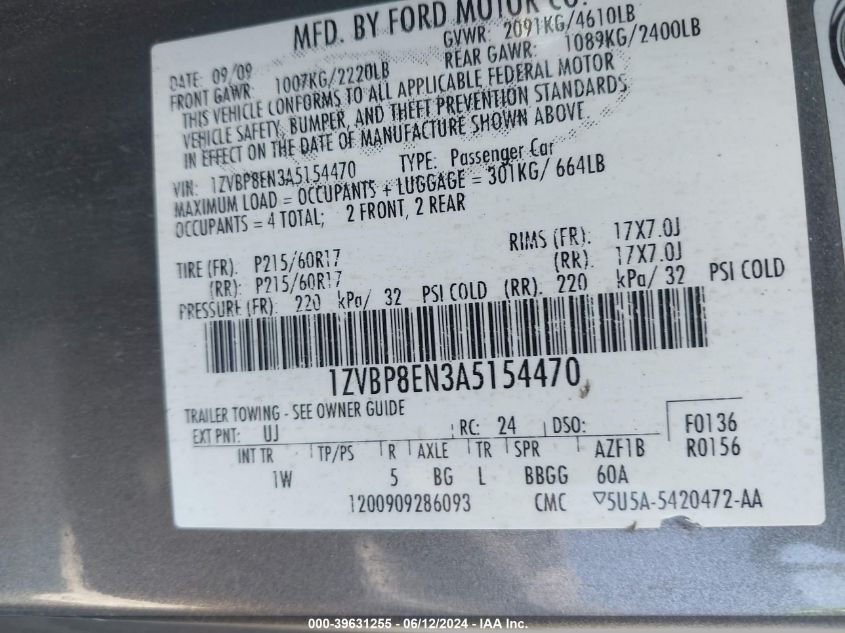 MFD. BY FORD MOTOR CO.
DATE: 09/09 GVWR: 2091KG/4610LB
FRONT GAWR: 1007KG/2220LB REAR GAWR: 1089KG/2400LB
THIS VEHICLE CONFORMS TO ALL APPLICABLE FEDERAL MOTOR
VEHICLE SAFETY, BUMPER, AND THEFT PREVENTION STANDARDS
IN EFFECT ON THE DATE OF MANUFACTURE SHOWN ABOVE.
VIN: 1ZVBP8EN3A5154470 TYPE: Passenger Car
MAXIMUM LOAD = OCCUPANTS + LUGGAGE = 301KG/ 664LB
OCCUPANTS = 4 TOTAL; 2 FRONT, 2 REAR
TIRE (FR): P215/60R17 RIMS (FR): 17X7.0J
(RR): P215/60R17 (RR): 17X7.0J
PRESSURE (FR): 220 kPa/ 32 PSI COLD (RR): 220 kPa/ 32 PSI COLD
1ZVBP8EN3A5154470
TRAILER TOWING - SEE OWNER GUIDE
EXT PNT: UJ RC: 24 DSO: F0136
INT TR TP/PS R AXLE TR SPR AZF1B R0156
1W 5 BG L BBGG 60A
1200909286093 CMC 5U5A-5420472-AA
000-39631255 - 06/12/2024 - IAA Inc.